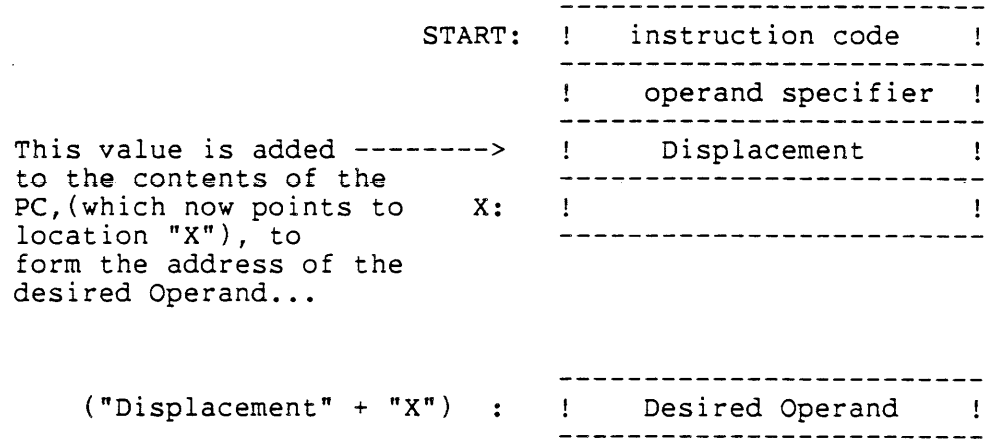 -------------------------
START: ! instruction code !
-------------------------
! operand specifier !
-------------------------
This value is added --------> ! Displacement !
to the contents of the -------------------------
PC,(which now points to X: ! !
location "X"), to -------------------------
form the address of the
desired Operand...
-------------------------
("Displacement" + "X") : ! Desired Operand !
-------------------------